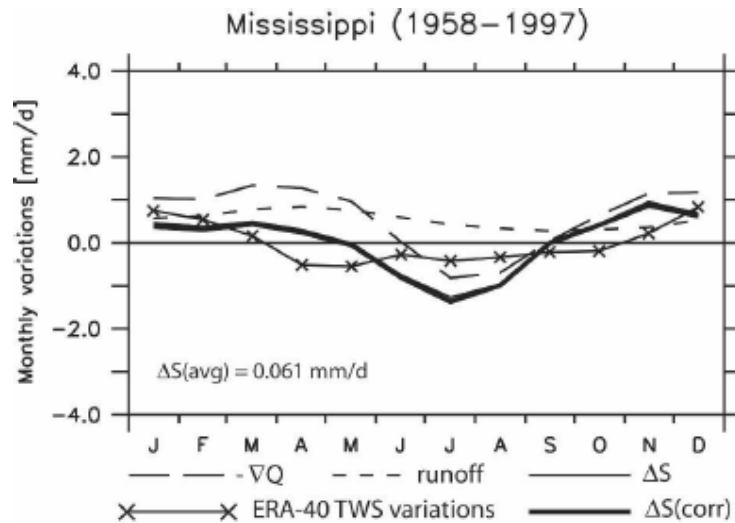 Mississippi (1958–1997)
Monthly variations [mm/d]
4.0
2.0
0.0
−2.0
−4.0
ΔS(avg) = 0.061 mm/d
J F M A M J J A S O N D
-∇Q runoff ΔS
ERA-40 TWS variations ΔS(corr)